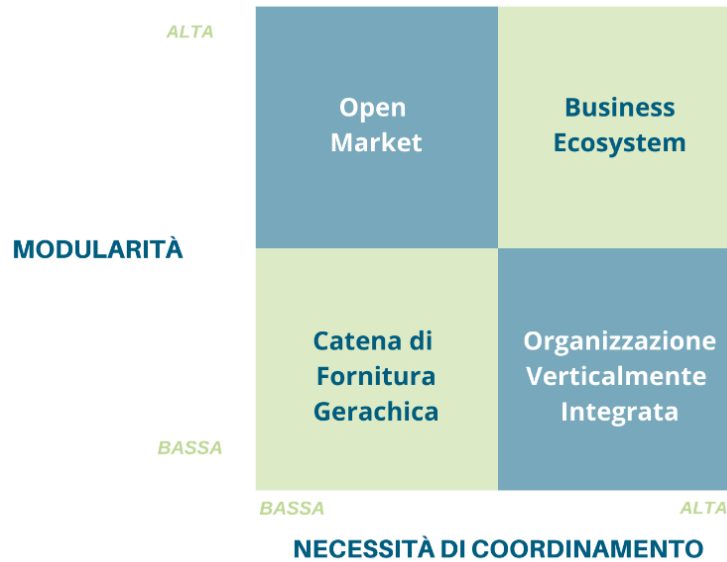 ALTA
Open
Market
Business
Ecosystem
MODULARITÀ
Catena di
Fornitura
Gerachica
Organizzazione
Verticalmente
Integrata
BASSA
BASSA
ALTA
NECESSITÀ DI COORDINAMENTO